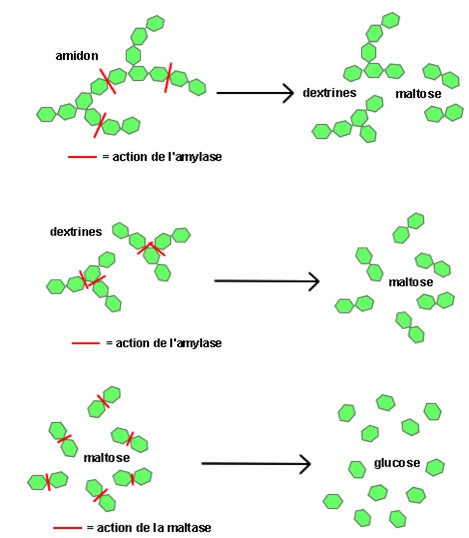 amidon
dextrines
maltose
= action de l'amylase
dextrines
maltose
= action de l'amylase
maltose
glucose
= action de la maltase